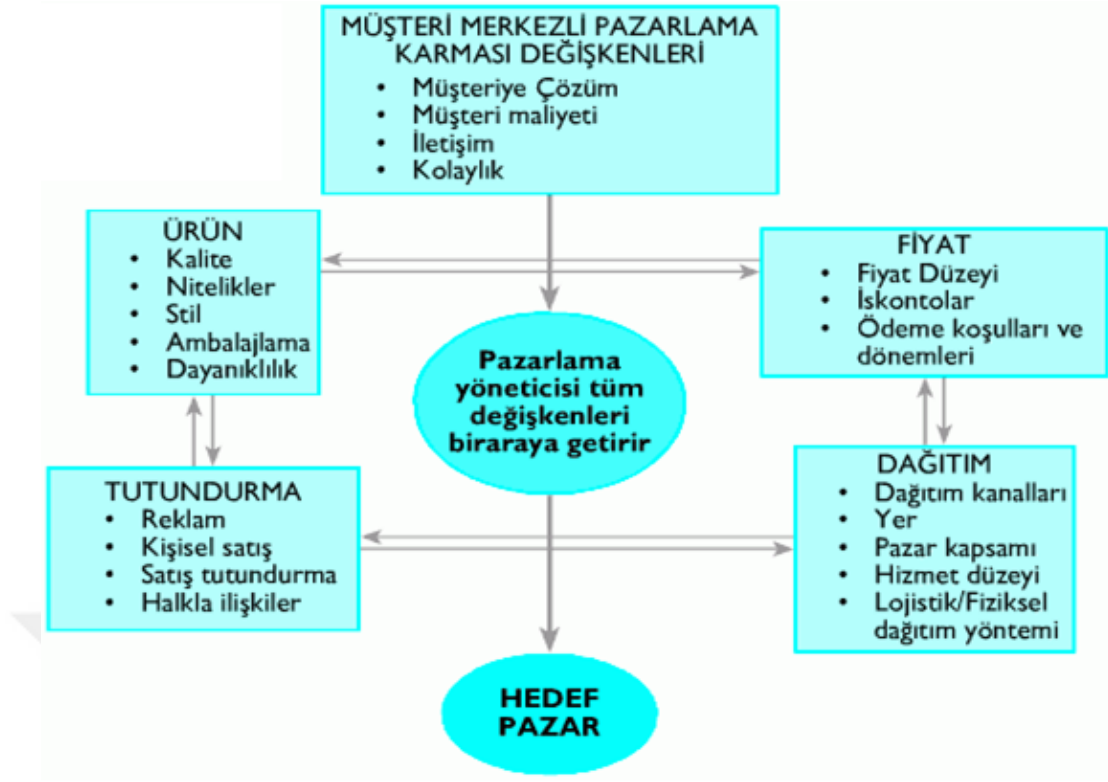 MÜŞTERİ MERKEZLİ PAZARLAMA
KARMASI DEĞİŞKENLERİ
• Müşteriye Çözüm
• Müşteri maliyeti
• İletişim
• Kolaylık
ÜRÜN
• Kalite
• Nitelikler
• Stil
• Ambalajlama
• Dayanıklılık
FİYAT
• Fiyat Düzeyi
• İskontolar
• Ödeme koşulları ve
dönemleri
Pazarlama
yöneticisi tüm
değişkenleri
biraraya getirir
TUTUNDURMA
• Reklam
• Kişisel satış
• Satış tutundurma
• Halkla ilişkiler
DAĞITIM
• Dağıtım kanalları
• Yer
• Pazar kapsamı
• Hizmet düzeyi
• Lojistik/Fiziksel
dağıtım yöntemi
HEDEF
PAZAR